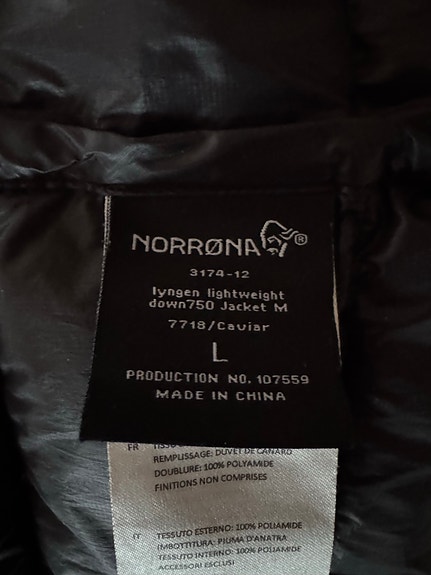 NORRØNA®
3174-12
lyngen lightweight
down750 Jacket M
7718/Caviar
L
PRODUCTION NO. 107559
MADE IN CHINA
FR
REMPLISSAGE: DUVET DE CANARD
DOUBLURE: 100% POLYAMIDE
FINITIONS NON COMPRISES
IT TESSUTO ESTERNO: 100% POLIAMIDE
IMBOTTITURA: PIUMA D'ANATRA
TESSUTO INTERNO: 100% POLIAMIDE
ACCESSORI ESCLUSI